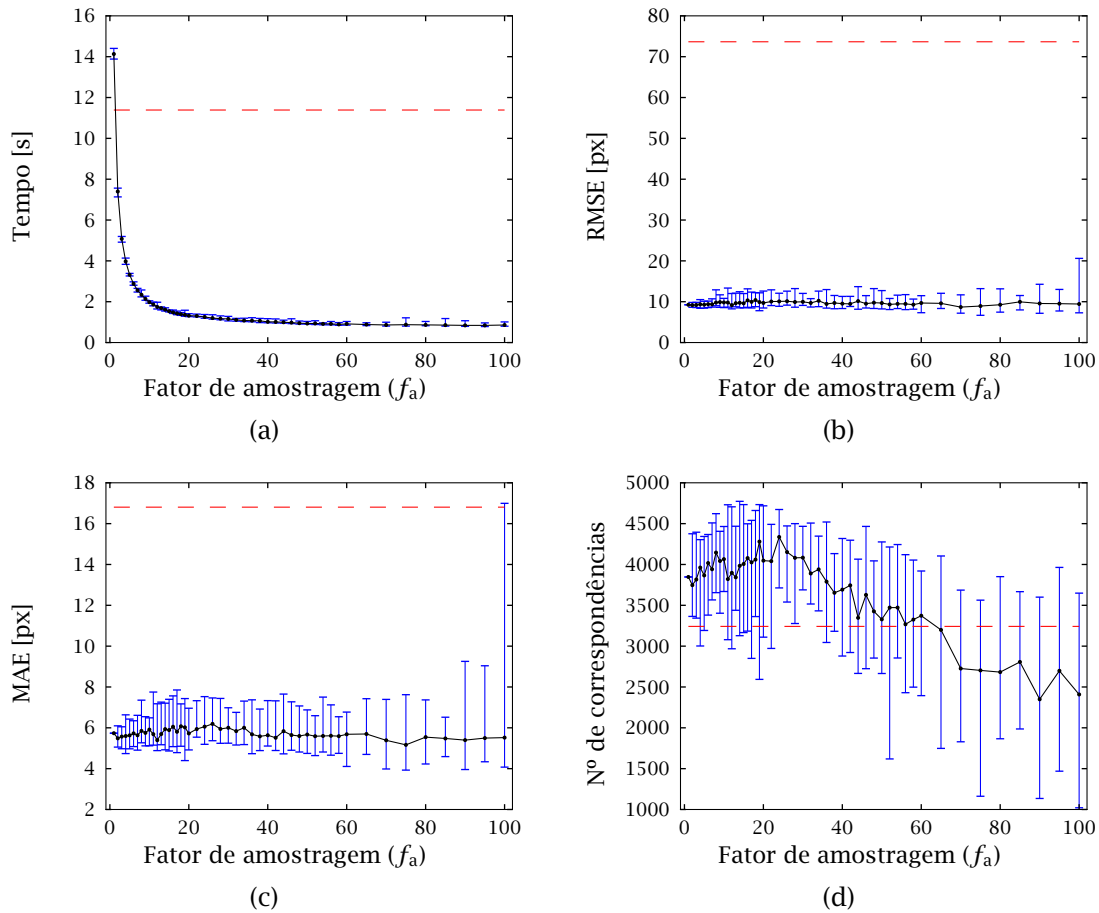 16
14
12
10
8
6
4
2
0
Tempo [s]
0 20 40 60 80 100
Fator de amostragem (fa)
(a)
80
70
60
50
40
30
20
10
0
RMSE [px]
0 20 40 60 80 100
Fator de amostragem (fa)
(b)
18
16
14
12
10
8
6
4
2
MAE [px]
0 20 40 60 80 100
Fator de amostragem (fa)
(c)
5000
4500
4000
3500
3000
2500
2000
1500
1000
Nº de correspondências
0 20 40 60 80 100
Fator de amostragem (fa)
(d)